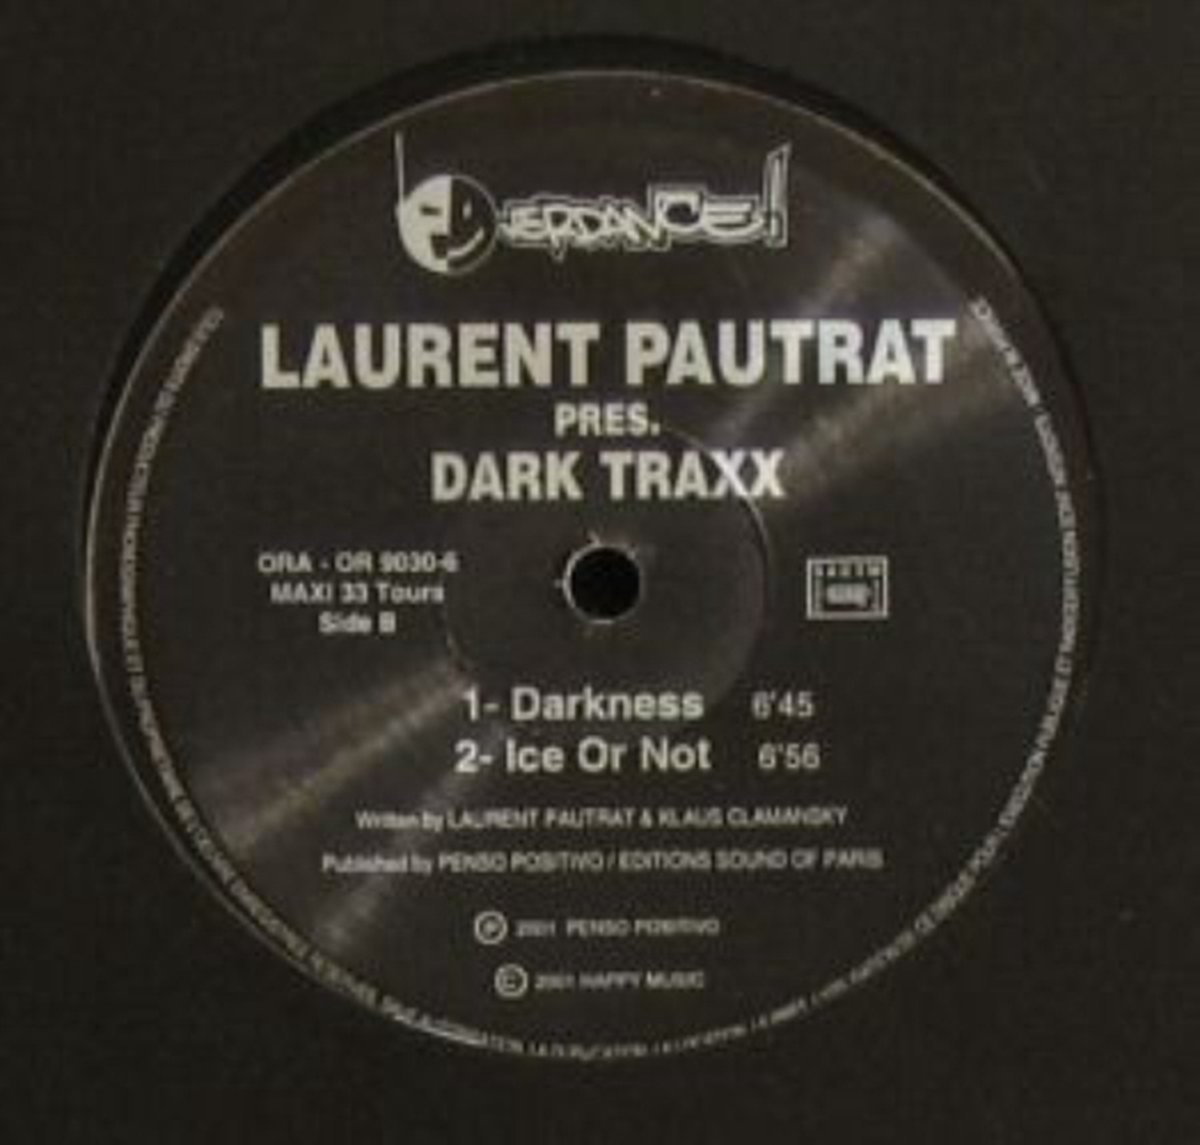 OVERDANCE!
LAURENT PAUTRAT
PRES.
DARK TRAXX
ORA - OR 9030-6
MAXI 33 Tours
Side B
SACEM
1- Darkness 6'45
2- Ice Or Not 6'56
Written by LAURENT PAUTRAT & KLAUS CLAMANSKY
Published by PENSO POSITIVO / EDITIONS SOUND OF PARIS
Ⓟ 2001 PENSO POSITIVO
© 2001 HAPPY MUSIC